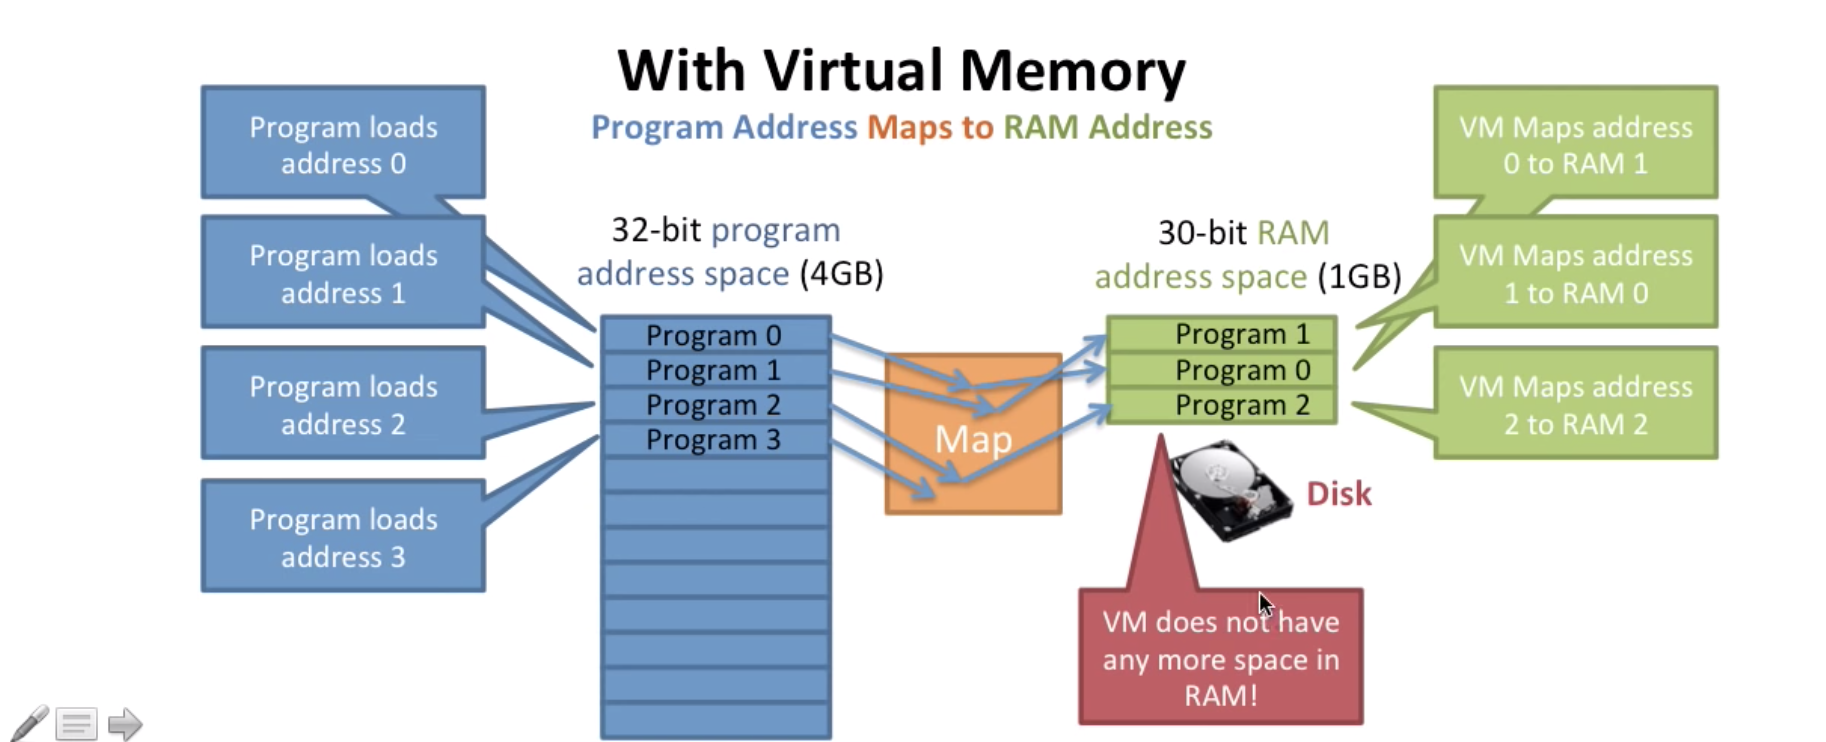 With Virtual Memory
Program Address Maps to RAM Address
Program loads
address 0
Program loads
address 1
Program loads
address 2
Program loads
address 3
32-bit program
address space (4GB)
Program 0
Program 1
Program 2
Program 3
Map
30-bit RAM
address space (1GB)
Program 1
Program 0
Program 2
Disk
VM does not have
any more space in
RAM!
VM Maps address
0 to RAM 1
VM Maps address
1 to RAM 0
VM Maps address
2 to RAM 2